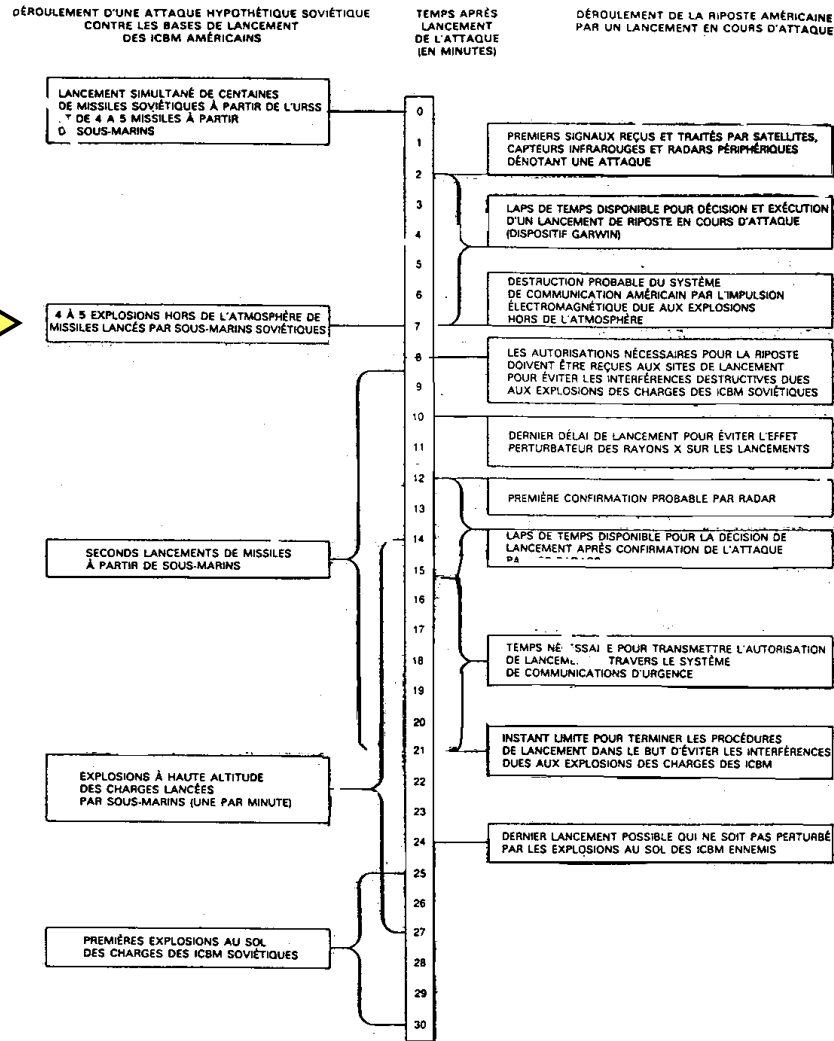 DÉROULEMENT D'UNE ATTAQUE HYPOTHÉTIQUE SOVIÉTIQUE
CONTRE LES BASES DE LANCEMENT
DES ICBM AMÉRICAINS
TEMPS APRÈS
LANCEMENT
DE L'ATTAQUE
(EN MINUTES)
DÉROULEMENT DE LA RIPOSTE AMÉRICAINE
PAR UN LANCEMENT EN COURS D'ATTAQUE
LANCEMENT SIMULTANÉ DE CENTAINES
DE MISSILES SOVIÉTIQUES À PARTIR DE L'URSS
DE 4 A 5 MISSILES À PARTIR
SOUS-MARINS
4 À 5 EXPLOSIONS HORS DE L'ATMOSPHÈRE DE
MISSILES LANCÉS PAR SOUS-MARINS SOVIÉTIQUES
SECONDS LANCEMENTS DE MISSILES
À PARTIR DE SOUS-MARINS
EXPLOSIONS À HAUTE ALTITUDE
DES CHARGES LANCÉES
PAR SOUS-MARINS (UNE PAR MINUTE)
PREMIÈRES EXPLOSIONS AU SOL
DES CHARGES DES ICBM SOVIÉTIQUES
0
1
2
3
4
5
6
7
8
9
10
11
12
13
14
15
16
17
18
19
20
21
22
23
24
25
26
27
28
29
30
PREMIERS SIGNAUX REÇUS ET TRAITÉS PAR SATELLITES,
CAPTEURS INFRAROUGES ET RADARS PÉRIPHÉRIQUES
DÉNOTANT UNE ATTAQUE
LAPS DE TEMPS DISPONIBLE POUR DÉCISION ET EXÉCUTION
D'UN LANCEMENT DE RIPOSTE EN COURS D'ATTAQUE
(DISPOSITIF GARWIN)
DESTRUCTION PROBABLE DU SYSTÈME
DE COMMUNICATION AMÉRICAIN PAR L'IMPULSION
ÉLECTROMAGNÉTIQUE DUE AUX EXPLOSIONS
HORS DE L'ATMOSPHÈRE
LES AUTORISATIONS NÉCESSAIRES POUR LA RIPOSTE
DOIVENT ÊTRE REÇUES AUX SITES DE LANCEMENT
POUR ÉVITER LES INTERFÉRENCES DESTRUCTIVES DUES
AUX EXPLOSIONS DES CHARGES DES ICBM SOVIÉTIQUES
DERNIER DÉLAI DE LANCEMENT POUR ÉVITER L'EFFET
PERTURBATEUR DES RAYONS X SUR LES LANCEMENTS
PREMIÈRE CONFIRMATION PROBABLE PAR RADAR
LAPS DE TEMPS DISPONIBLE POUR LA DÉCISION DE
LANCEMENT APRÈS CONFIRMATION DE L'ATTAQUE
TEMPS POUR TRANSMETTRE L'AUTORISATION
DE TRAVERS LE SYSTÈME
DE COMMUNICATIONS D'URGENCE
INSTANT LIMITE POUR TERMINER LES PROCÉDURES
DE LANCEMENT DANS LE BUT D'ÉVITER LES INTERFÉRENCES
DUES AUX EXPLOSIONS DES CHARGES DES ICBM
DERNIER LANCEMENT POSSIBLE QUI NE SOIT PAS PERTURBÉ
PAR LES EXPLOSIONS AU SOL DES ICBM ENNEMIS